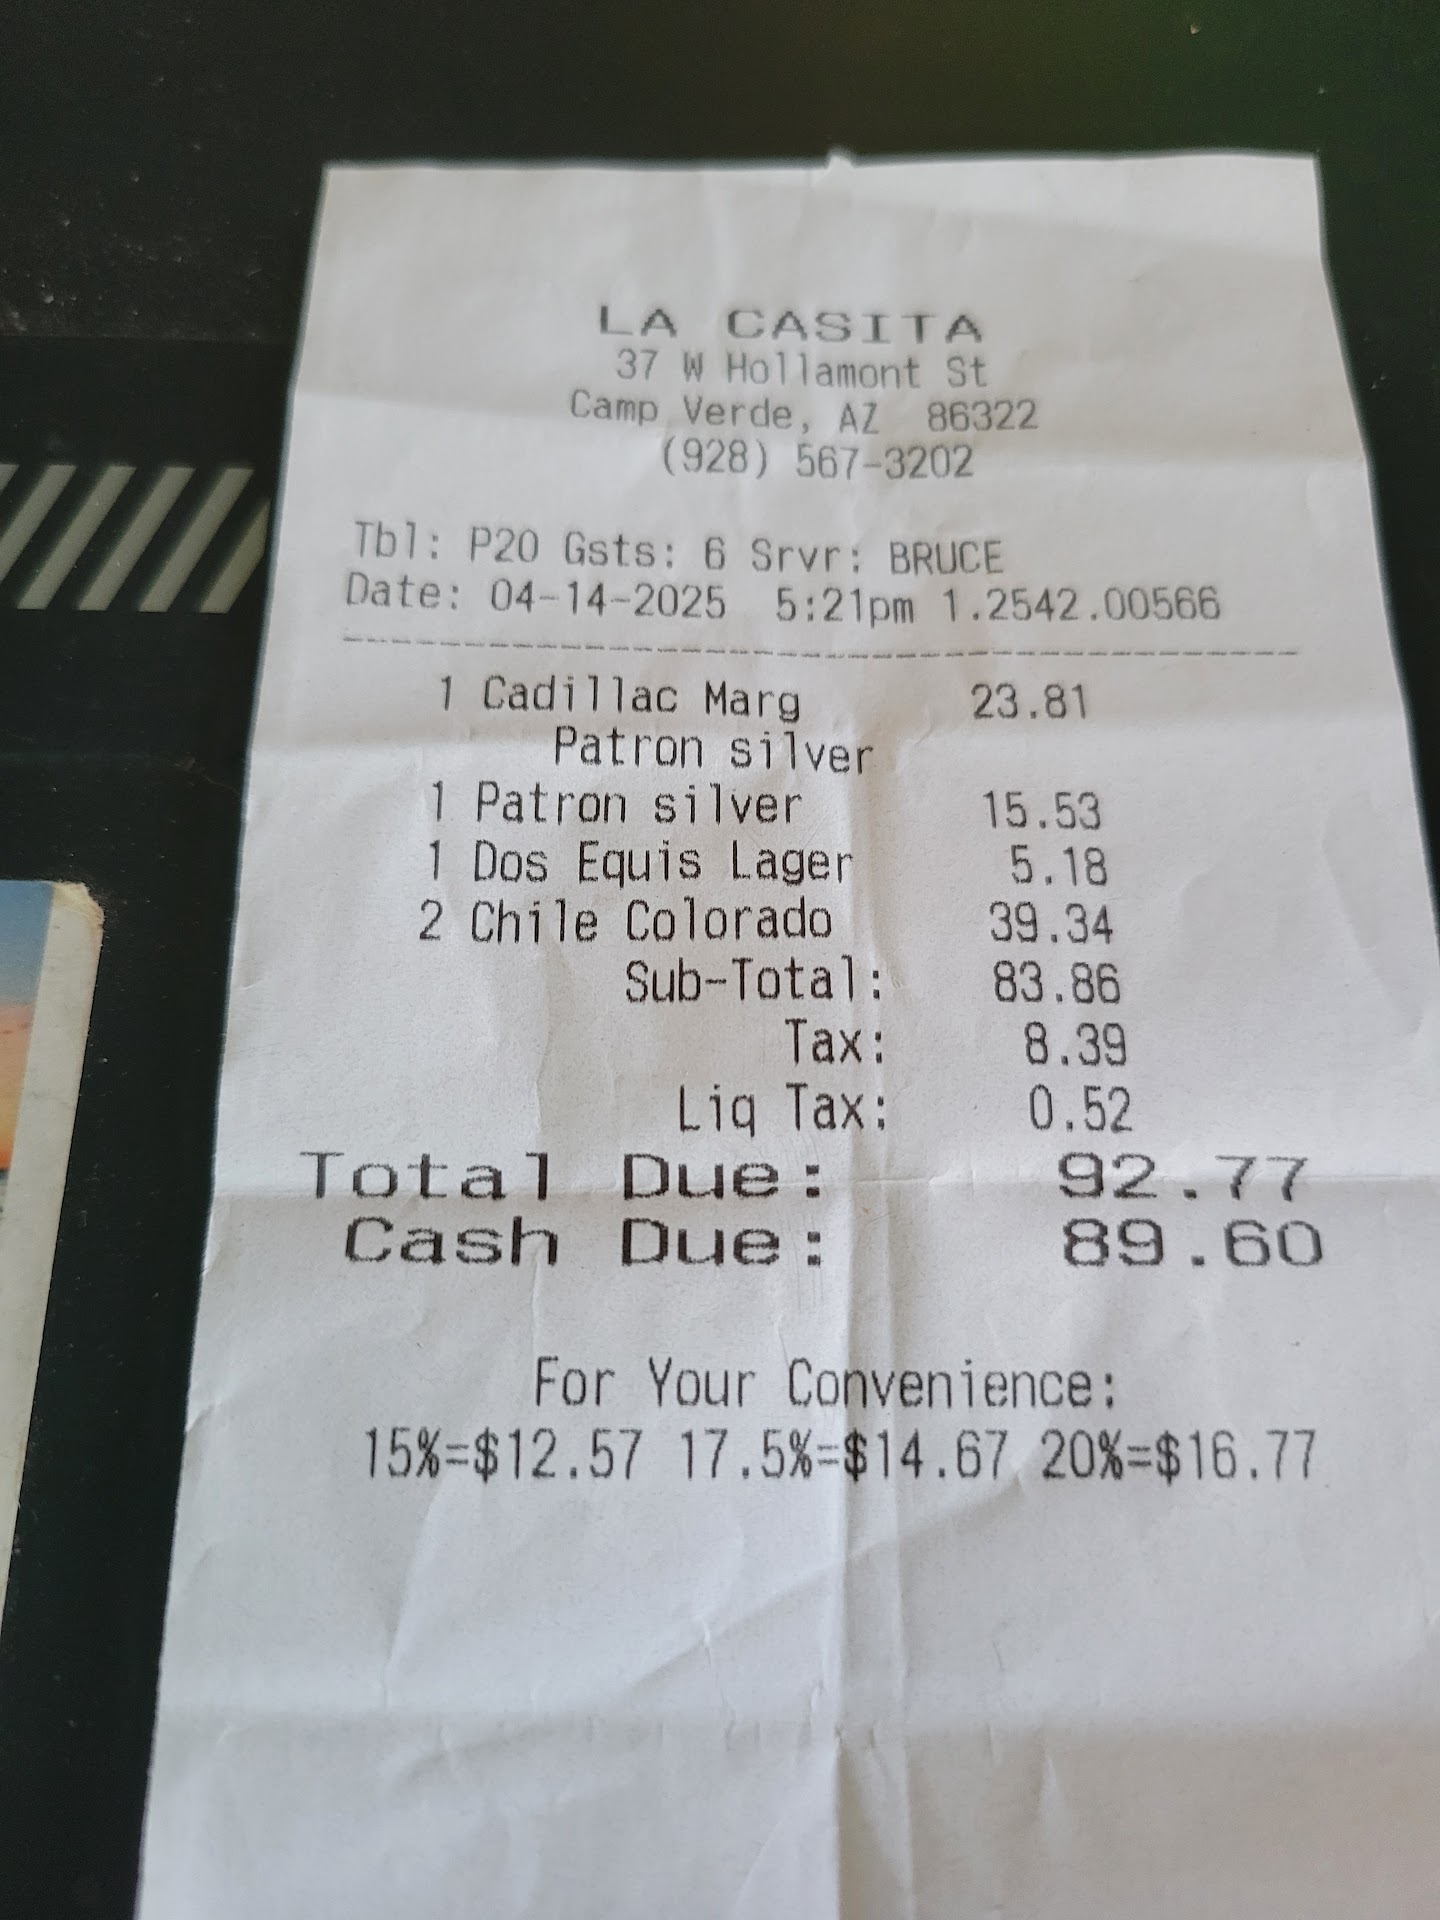 LA CASITA
37 W Hollamont St
Camp Verde, AZ 86322
(928) 567-3202
Tbl: P20 Gsts: 6 Srvr: BRUCE
Date: 04-14-2025 5:21pm 1.2542.00566
1 Cadillac Marg 23.81
Patron silver
1 Patron silver 15.53
1 Dos Equis Lager 5.18
2 Chile Colorado 39.34
Sub-Total: 83.86
Tax: 8.39
Liq Tax: 0.52
Total Due: 92.77
Cash Due: 89.60
For Your Convenience:
15%=$12.57 17.5%=$14.67 20%=$16.77